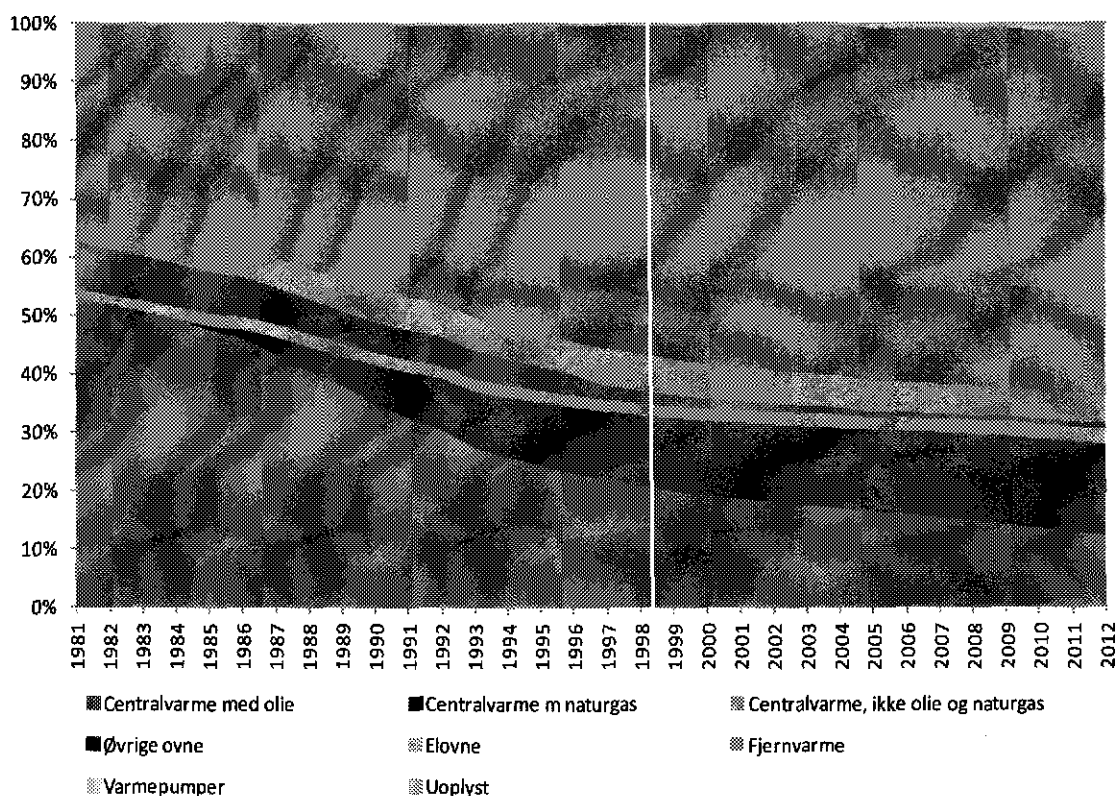 100%
90%
80%
70%
60%
50%
40%
30%
20%
10%
0%
1981 1982 1983 1984 1985 1986 1987 1988 1989 1990 1991 1992 1993 1994 1995 1996 1997 1998 1999 2000 2001 2002 2003 2004 2005 2006 2007 2008 2009 2010 2011 2012
Centralvarme med olie Centralvarme m naturgas Centralvarme, ikke olie og naturgas
Øvrige ovne Elovne Fjernvarme
Varmepumper Uoplyst